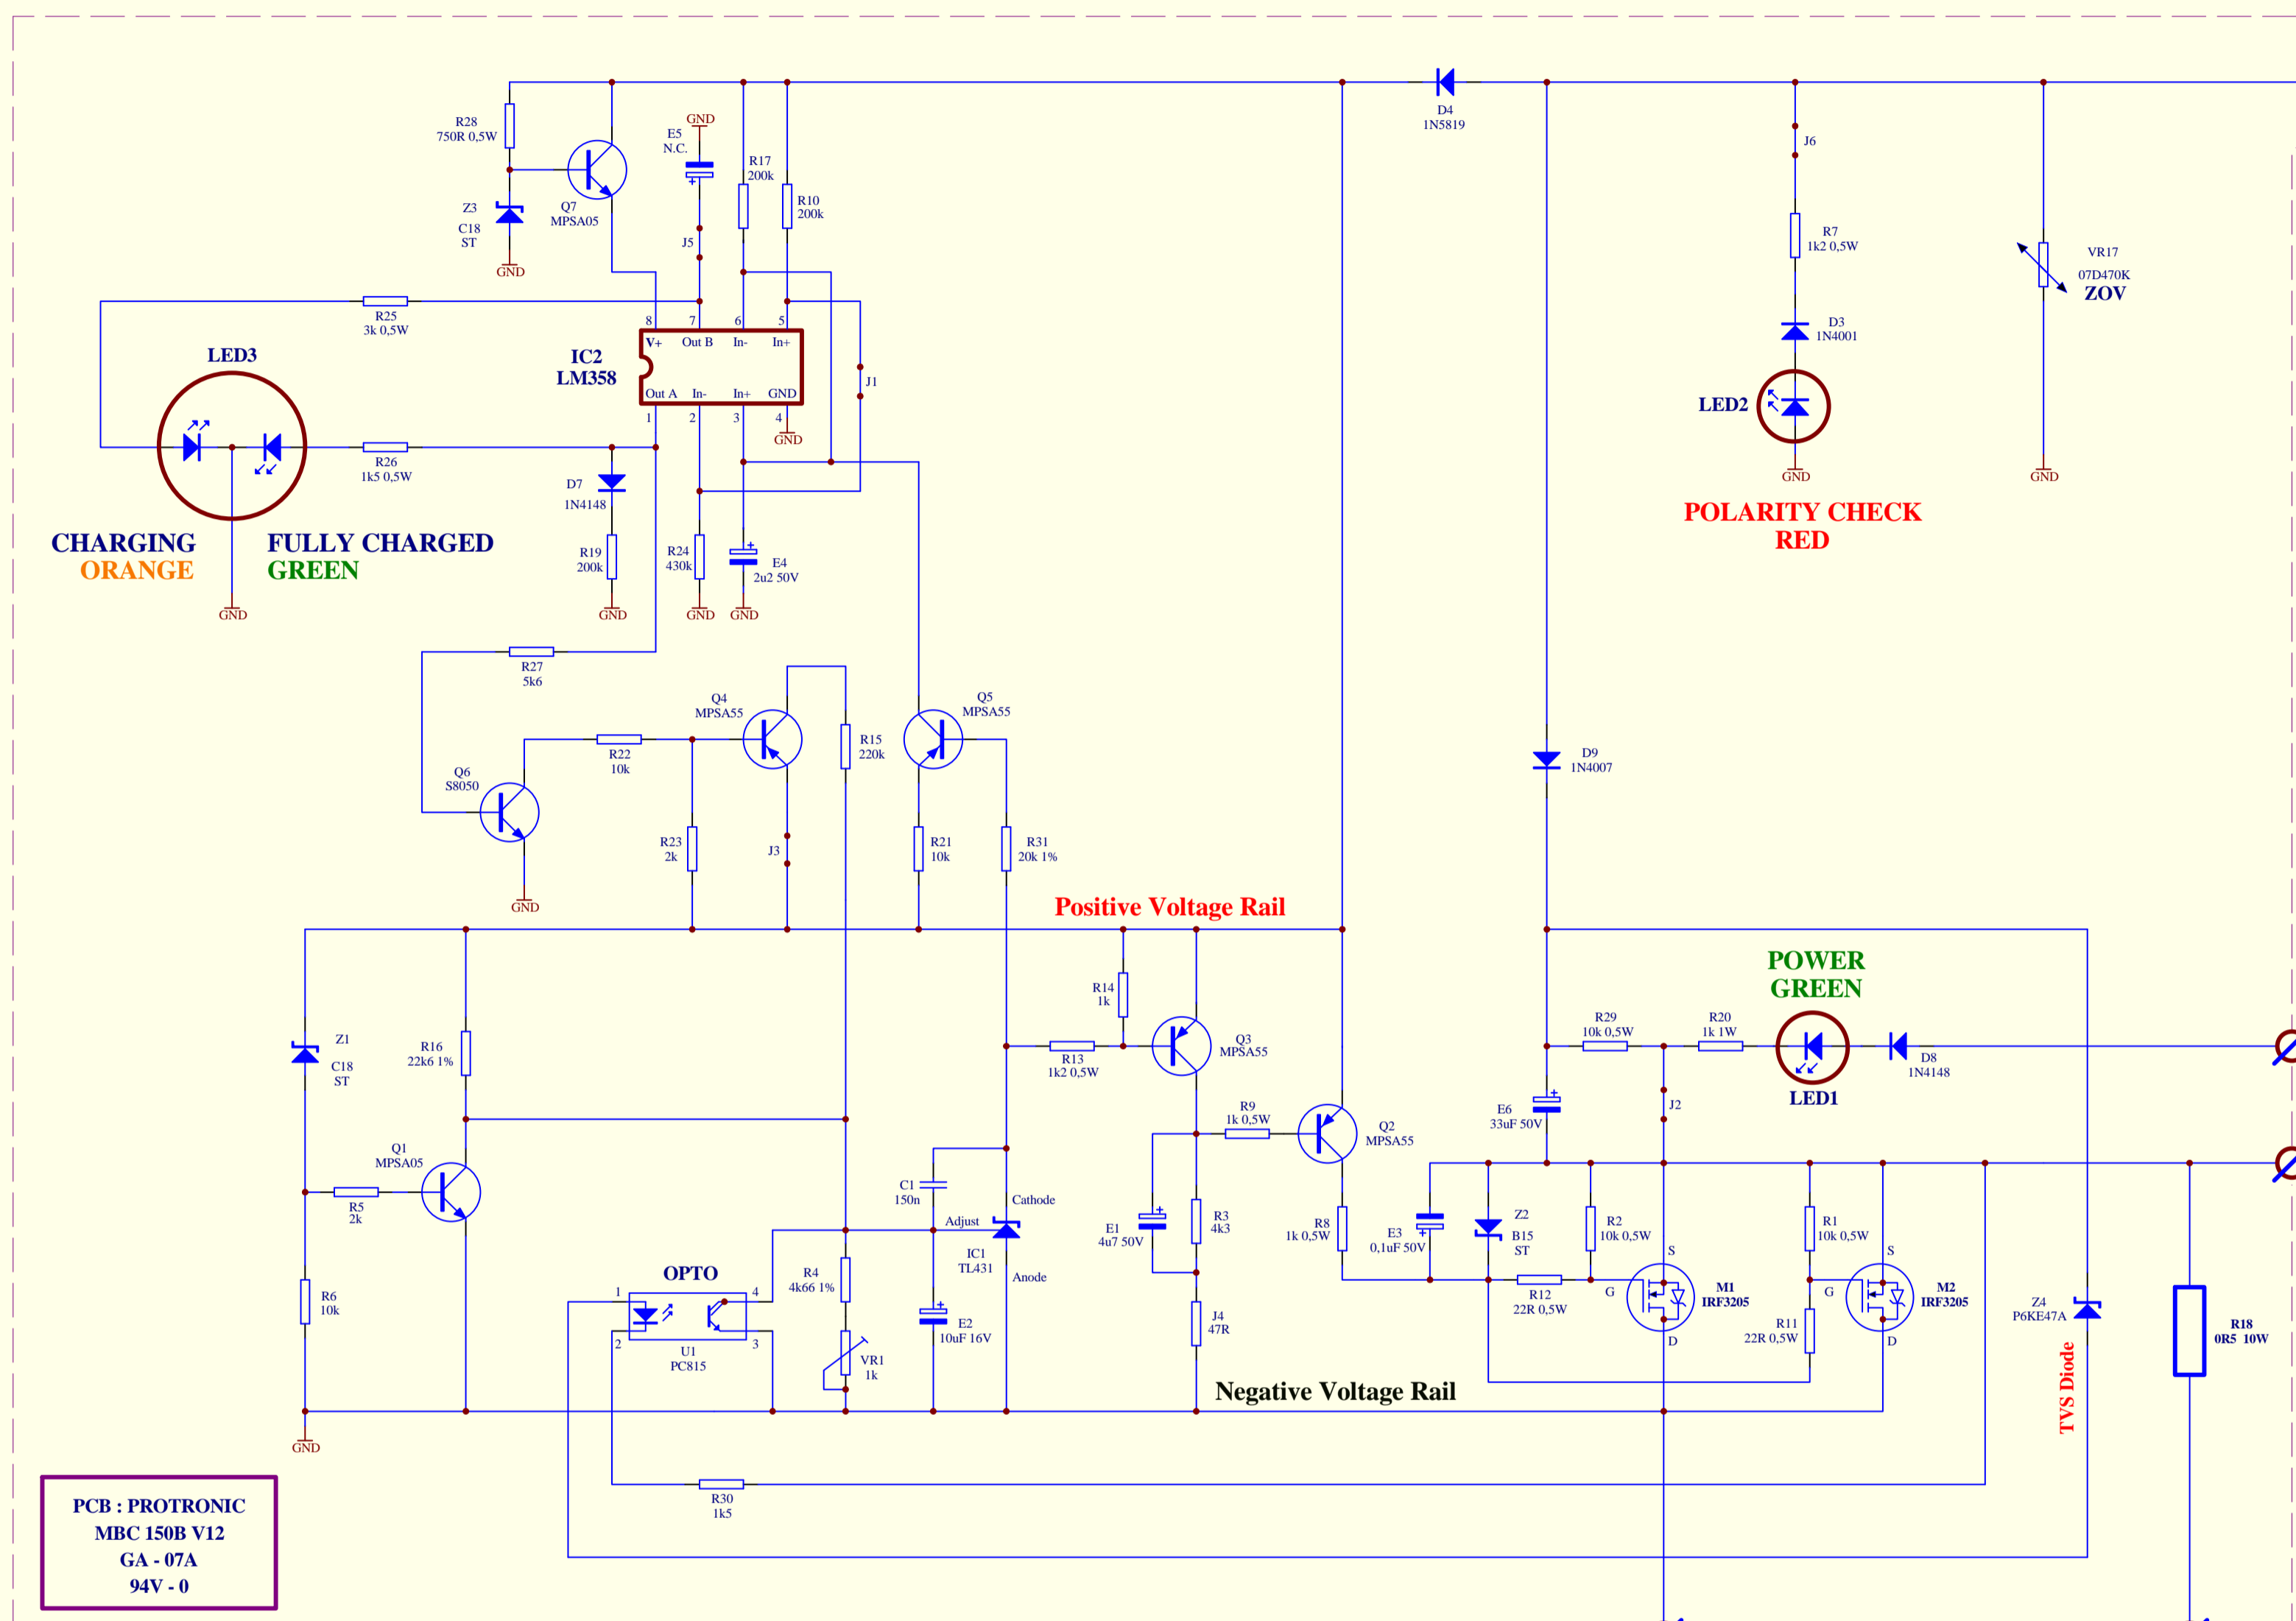 D4
1N5819
R28
750R 0,5W
GND
E5
N.C.
R17
200k
R10
200k
Z3
C18
ST
GND
Q7
MPSA05
J5
J6
R7
1k2 0,5W
VR17
07D470K
ZOV
D3
1N4001
LED2
GND
GND
POLARITY CHECK
RED
R25
3k 0,5W
LED3
IC2
LM358
8 7 6 5
V+ Out B In- In+
Out A In- In+ GND
1 2 3 4
GND
J1
R26
1k5 0,5W
D7
1N4148
CHARGING
ORANGE
FULLY CHARGED
GREEN
R19
200k
R24
430k
E4
2u2 50V
GND
GND
GND
GND
R27
5k6
Q4
MPSA55
Q5
MPSA55
R22
10k
R15
220k
Q6
S8050
D9
1N4007
R23
2k
J3
R21
10k
R31
20k 1%
GND
Positive Voltage Rail
POWER
GREEN
R14
1k
R29
10k 0,5W
R20
1k 1W
Z1
C18
ST
R16
22k6 1%
R13
1k2 0,5W
Q3
MPSA55
D8
1N4148
LED1
R9
1k 0,5W
Q2
MPSA55
E6
33uF 50V
J2
Q1
MPSA05
R5
2k
C1
150n
Cathode
Adjust
IC1
TL431
Anode
E1
4u7 50V
R3
4k3
R8
1k 0,5W
E3
0,1uF 50V
Z2
B15
ST
R2
10k 0,5W
R1
10k 0,5W
S
S
G
G
M1
IRF3205
M2
IRF3205
D
D
R12
22R 0,5W
R11
22R 0,5W
R6
10k
OPTO
1
4
2
3
U1
PC815
R4
4k66 1%
VR1
1k
E2
10uF 16V
J4
47R
Z4
P6KE47A
TVS Diode
R18
0R5 10W
Negative Voltage Rail
GND
R30
1k5
PCB : PROTRONIC
MBC 150B V12
GA - 07A
94V - 0